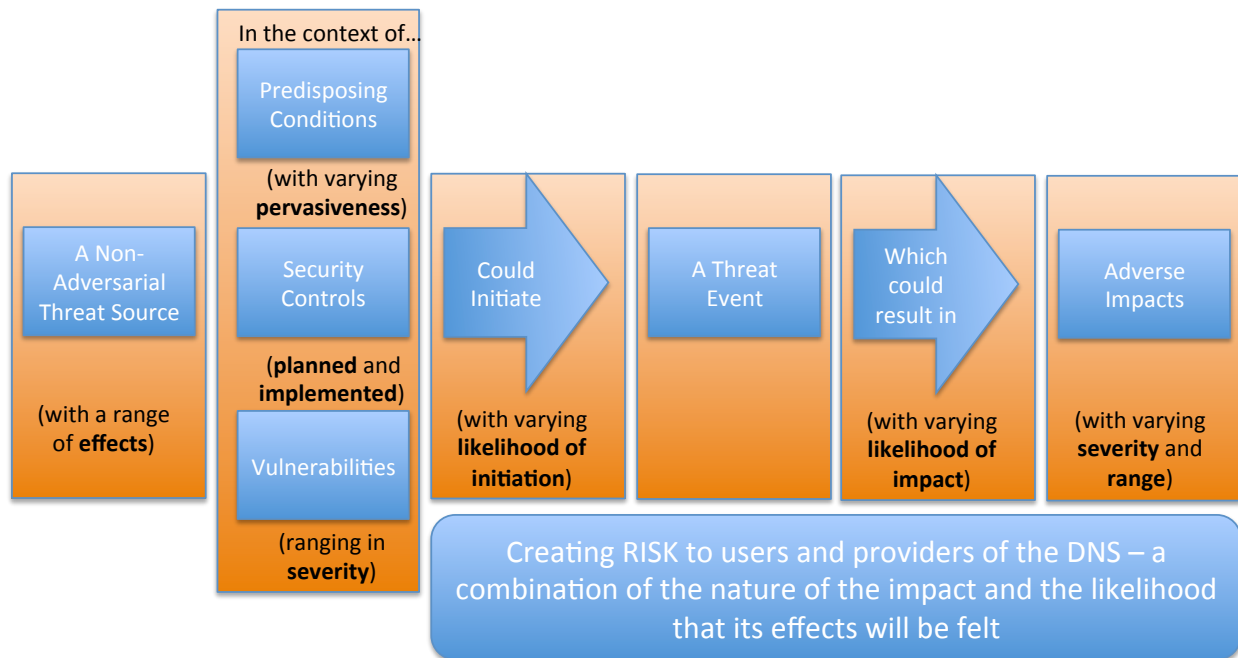 A Non-
Adversarial
Threat Source
(with a range
of effects)
In the context of…
Predisposing
Conditions
(with varying
pervasiveness)
Security
Controls
(planned and
implemented)
Vulnerabilities
(ranging in
severity)
Could
Initiate
(with varying
likelihood of
initiation)
A Threat
Event
Which
could
result in
(with varying
likelihood of
impact)
Adverse
Impacts
(with varying
severity and
range)
Creating RISK to users and providers of the DNS – a
combination of the nature of the impact and the likelihood
that its effects will be felt